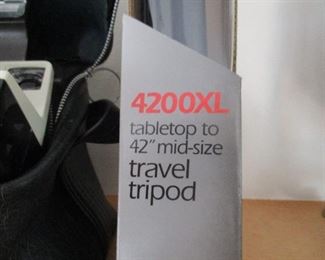 4200XL
tabletop to
42" mid-size
travel
tripod